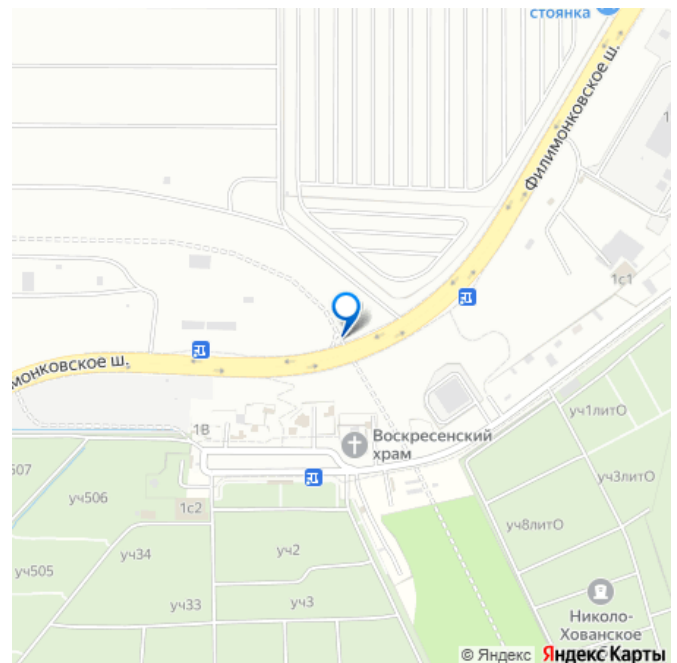 стоянка
Филимонковское ш.
1
1с1
монковское ш.
уч1литО
1В
Воскресенский
храм
507
уч506
уч3литО
1с2
уч8литО
уч34
уч2
уч505
уч33
уч3
Николо-
Хованское
© Яндекс Яндекс Карты